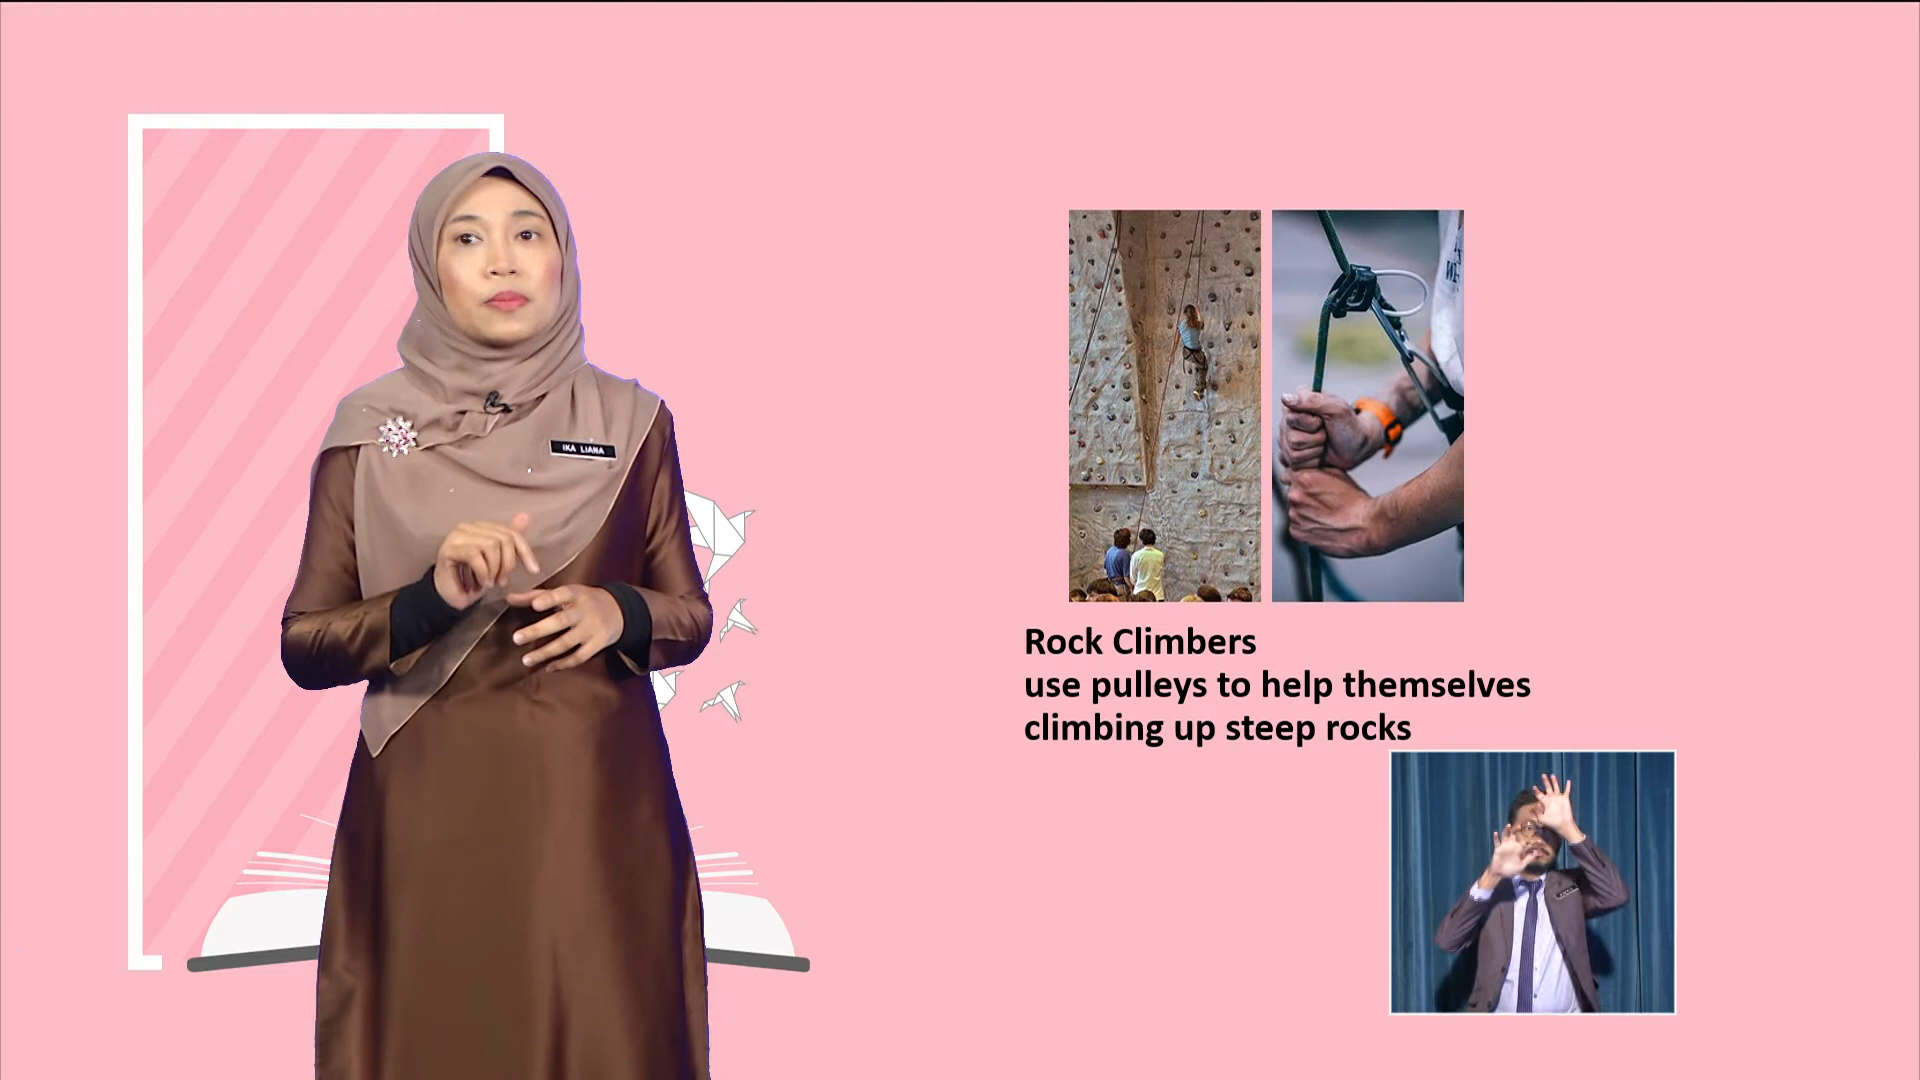 IKA LIANA
Rock Climbers
use pulleys to help themselves
climbing up steep rocks